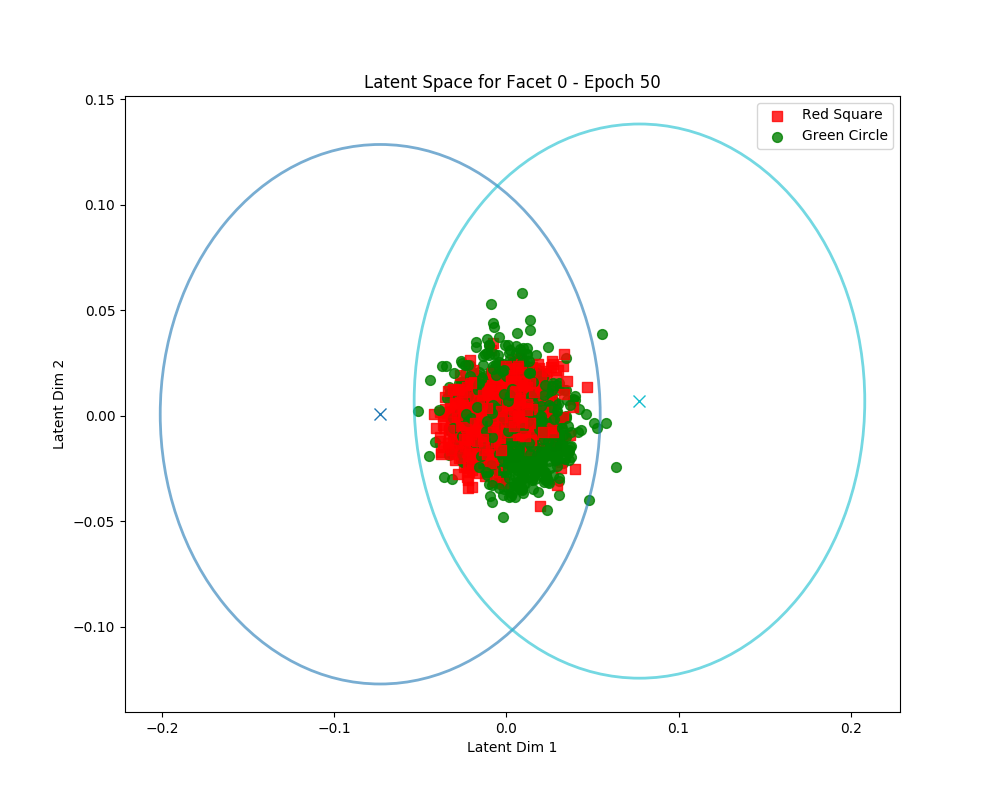 Latent Space for Facet 0 - Epoch 50
Red Square
Green Circle
0.15
0.10
0.05
0.00
−0.05
−0.10
Latent Dim 2
−0.2
−0.1
0.0
0.1
0.2
Latent Dim 1